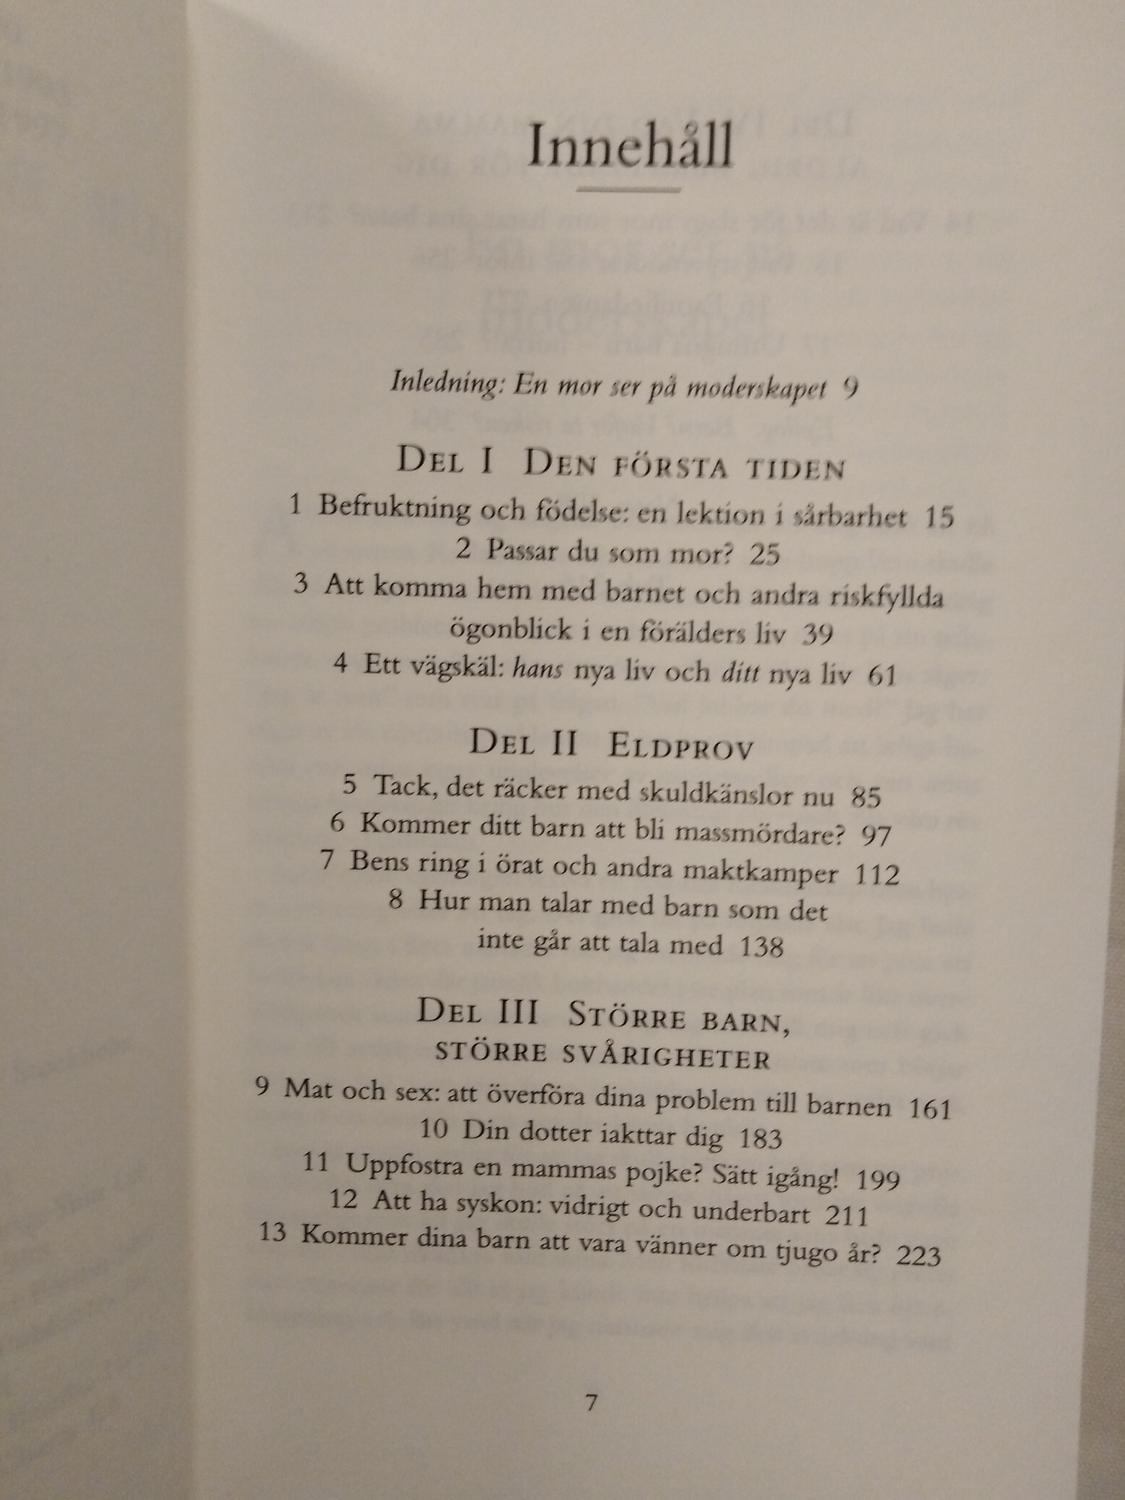 Innehåll
Inledning: En mor ser på moderskapet 9
DEL I DEN FÖRSTA TIDEN
1 Befruktning och födelse: en lektion i sårbarhet 15
2 Passar du som mor? 25
3 Att komma hem med barnet och andra riskfyllda
ögonblick i en förälders liv 39
4 Ett vägskäl: hans nya liv och ditt nya liv 61
DEL II ELDPROV
5 Tack, det räcker med skuldkänslor nu 85
6 Kommer ditt barn att bli massmördare? 97
7 Bens ring i örat och andra maktkamper 112
8 Hur man talar med barn som det
inte går att tala med 138
DEL III STÖRRE BARN,
STÖRRE SVÅRIGHETER
9 Mat och sex: att överföra dina problem till barnen 161
10 Din dotter iakttar dig 183
11 Uppfostra en mammas pojke? Sätt igång! 199
12 Att ha syskon: vidrigt och underbart 211
13 Kommer dina barn att vara vänner om tjugo år? 223
7